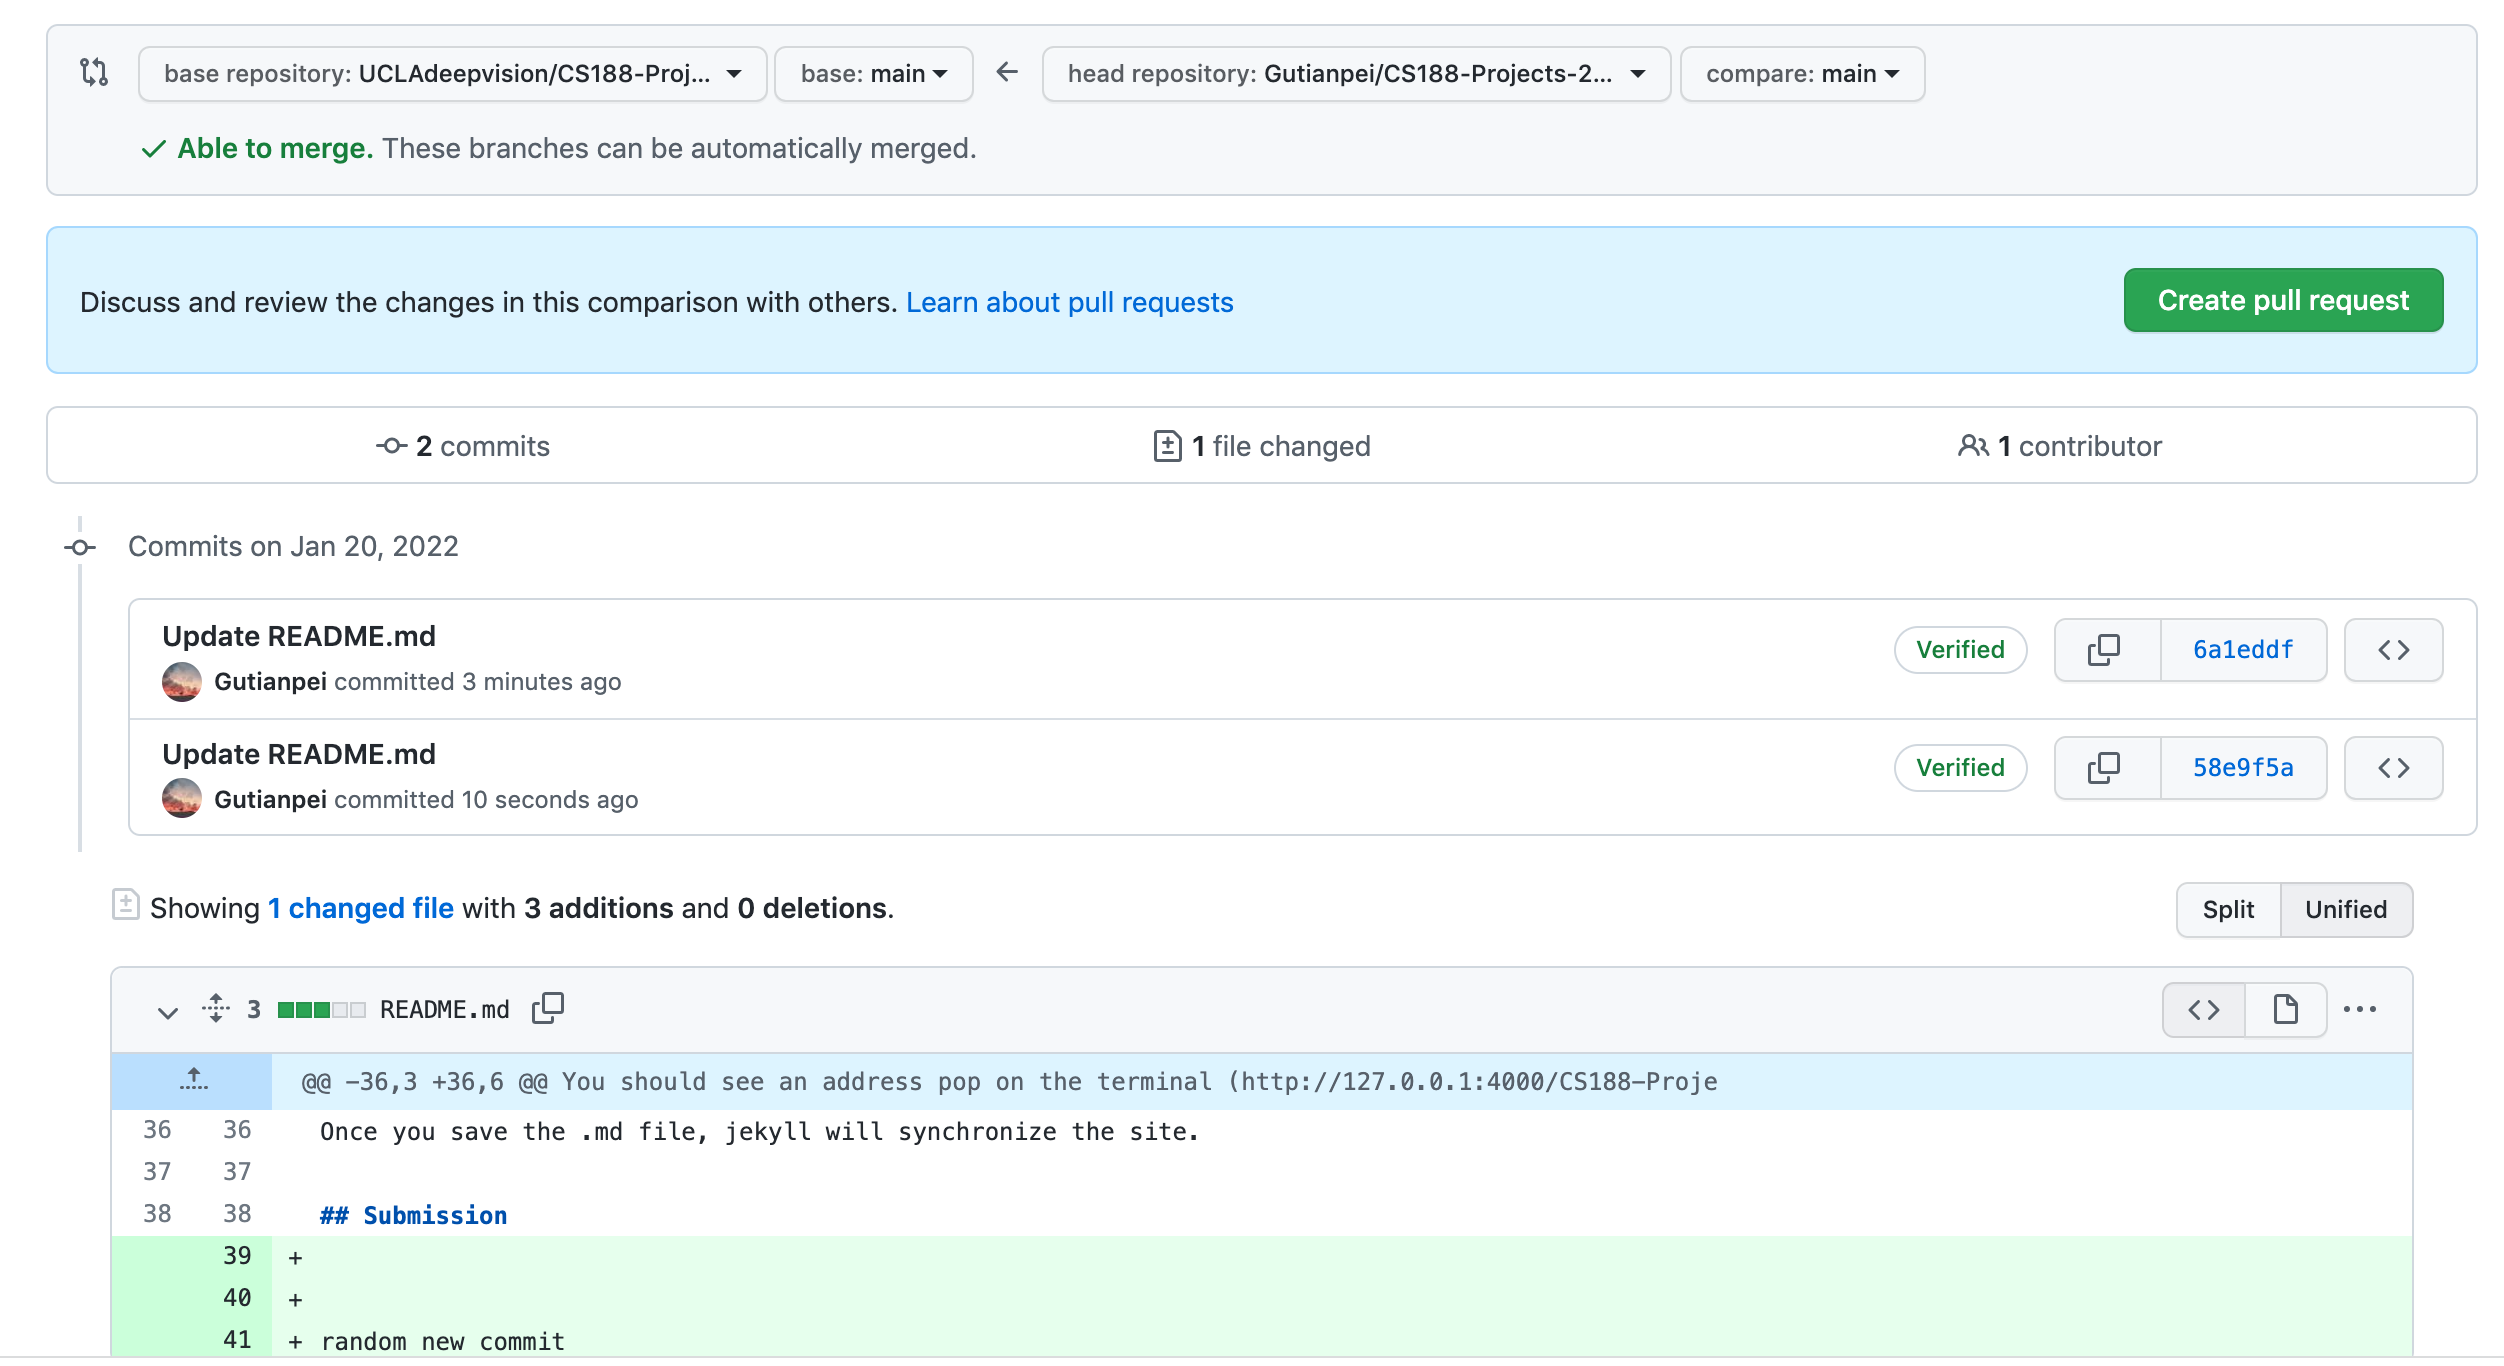 base repository: UCLAdeepvision/CS188-Proj... base: main head repository: Gutianpei/CS188-Projects-2... compare: main
Able to merge. These branches can be automatically merged.
Discuss and review the changes in this comparison with others. Learn about pull requests
Create pull request
2 commits 1 file changed 1 contributor
Commits on Jan 20, 2022
Update README.md
Gutianpei committed 3 minutes ago
Verified 6a1eddf
Update README.md
Gutianpei committed 10 seconds ago
Verified 58e9f5a
Showing 1 changed file with 3 additions and 0 deletions.
Split Unified
3 README.md
@@ -36,3 +36,6 @@ You should see an address pop on the terminal (http://127.0.0.1:4000/CS188-Proje
36 36 Once you save the .md file, jekyll will synchronize the site.
37 37
38 38 ## Submission
39 +
40 +
41 + random new commit